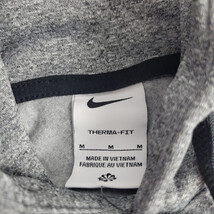 THERMA-FIT
M M M
MADE IN VIETNAM
FABRIQUÉ AU VIETNAM